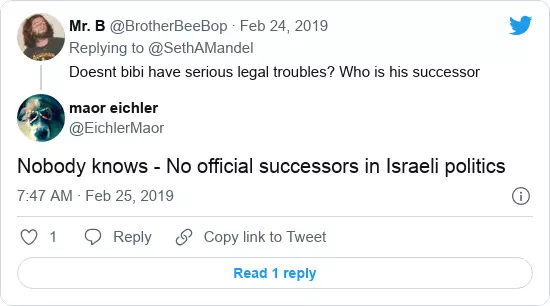 Mr. B @BrotherBeeBop · Feb 24, 2019
Replying to @SethAMandel
Doesnt bibi have serious legal troubles? Who is his successor
maor eichler
@EichlerMaor
Nobody knows - No official successors in Israeli politics
7:47 AM · Feb 25, 2019
1 Reply Copy link to Tweet
Read 1 reply